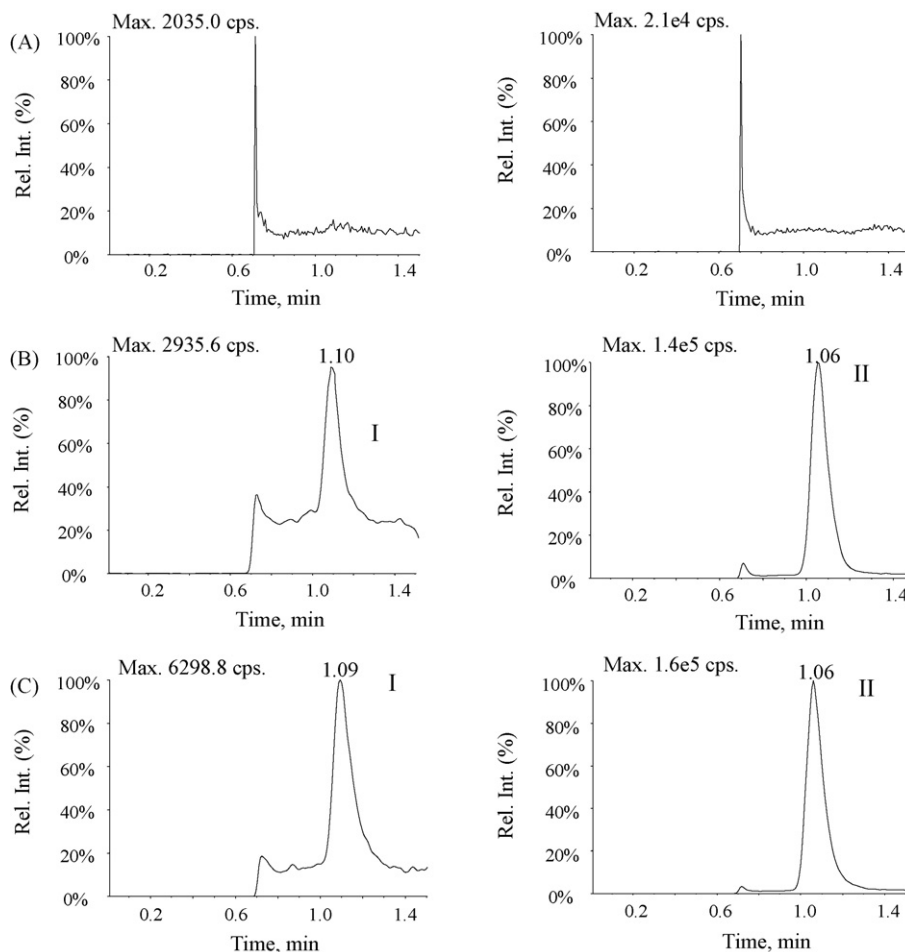 (A)
Max. 2035.0 cps.
Rel. Int. (%)
100%
80%
60%
40%
20%
0%
0.2
0.6
1.0
1.4
Time, min
Max. 2.1e4 cps.
Rel. Int. (%)
100%
80%
60%
40%
20%
0%
0.2
0.6
1.0
1.4
Time, min
(B)
Max. 2935.6 cps.
1.10
I
Rel. Int. (%)
100%
80%
60%
40%
20%
0%
0.2
0.6
1.0
1.4
Time, min
Max. 1.4e5 cps.
1.06
II
Rel. Int. (%)
100%
80%
60%
40%
20%
0%
0.2
0.6
1.0
1.4
Time, min
(C)
Max. 6298.8 cps.
1.09
I
Rel. Int. (%)
100%
80%
60%
40%
20%
0%
0.2
0.6
1.0
1.4
Time, min
Max. 1.6e5 cps.
1.06
II
Rel. Int. (%)
100%
80%
60%
40%
20%
0%
0.2
0.6
1.0
1.4
Time, min